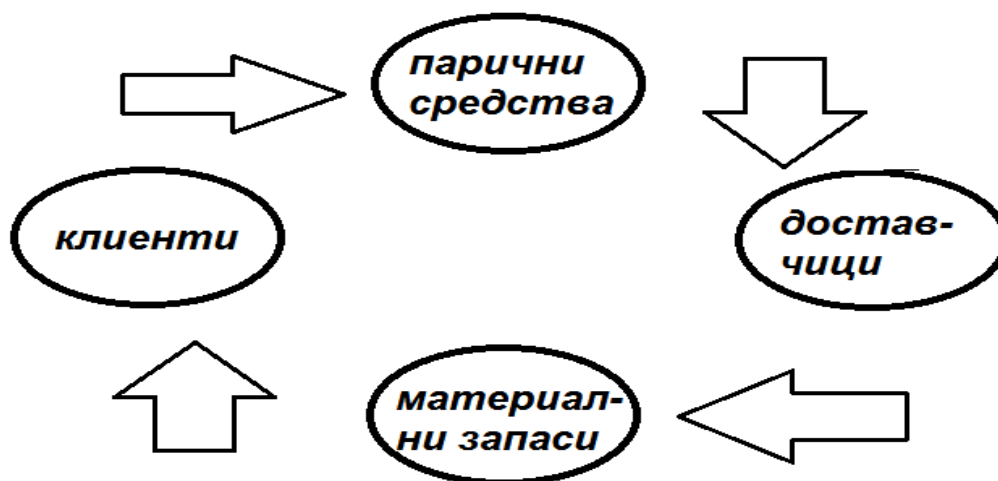 парични
средства
клиенти
достав-
чици
материал-
ни запаси